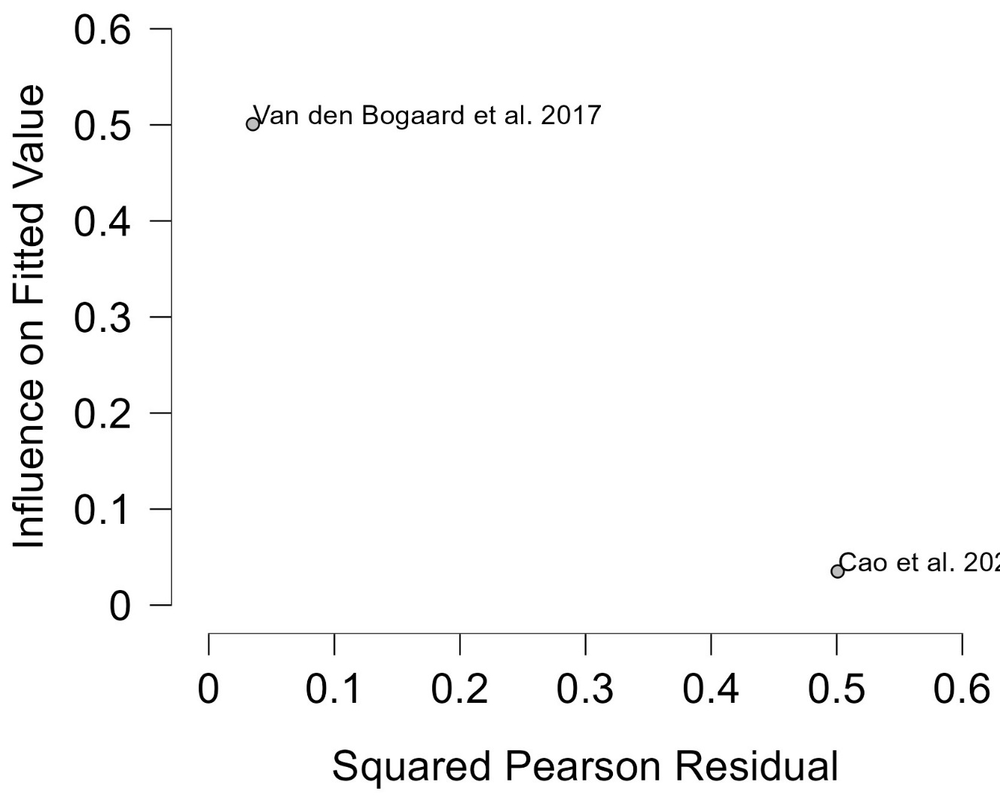 0.6
0.5
0.4
0.3
0.2
0.1
0
Influence on Fitted Value
Van den Bogaard et al. 2017
Cao et al.
0 0.1 0.2 0.3 0.4 0.5 0.6
Squared Pearson Residual